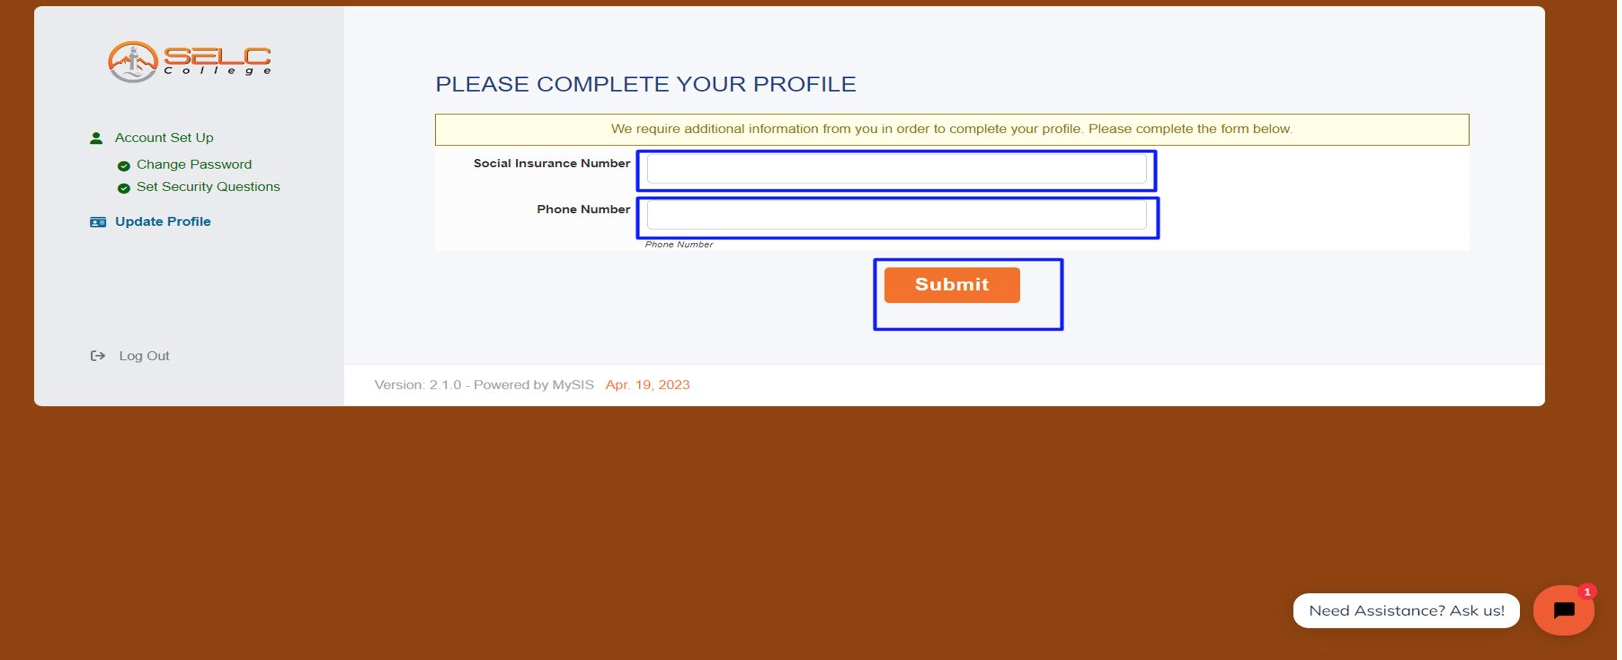 SELC
College
PLEASE COMPLETE YOUR PROFILE
Account Set Up
Change Password
Set Security Questions
Update Profile
Log Out
We require additional information from you in order to complete your profile. Please complete the form below.
Social Insurance Number
Phone Number
Phone Number
Submit
Version: 2.1.0 - Powered by MySIS Apr. 19, 2023
Need Assistance? Ask us!
1